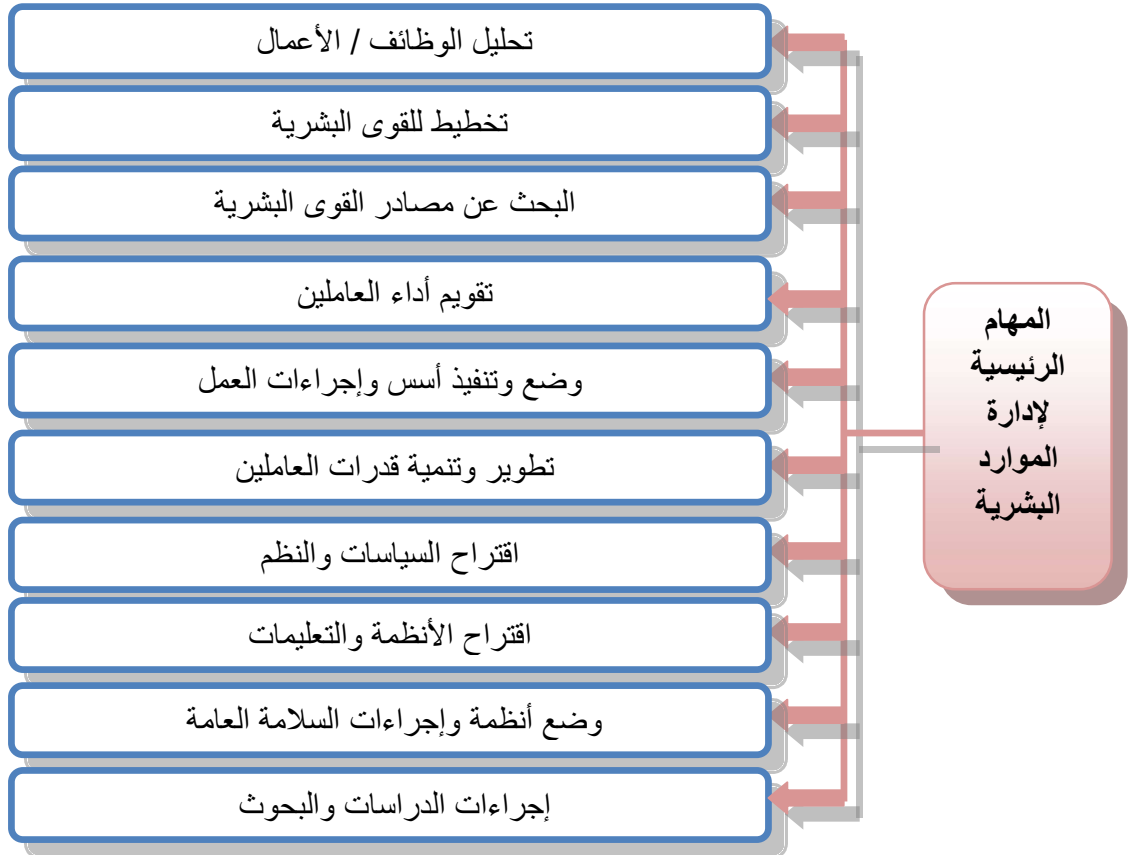 المهام
الرئيسية
لإدارة
الموارد
البشرية
تحليل الوظائف / الأعمال
تخطيط للقوى البشرية
البحث عن مصادر القوى البشرية
تقويم أداء العاملين
وضع وتنفيذ أسس وإجراءات العمل
تطوير وتنمية قدرات العاملين
اقتراح السياسات والنظم
اقتراح الأنظمة والتعليمات
وضع أنظمة وإجراءات السلامة العامة
إجراءات الدراسات والبحوث